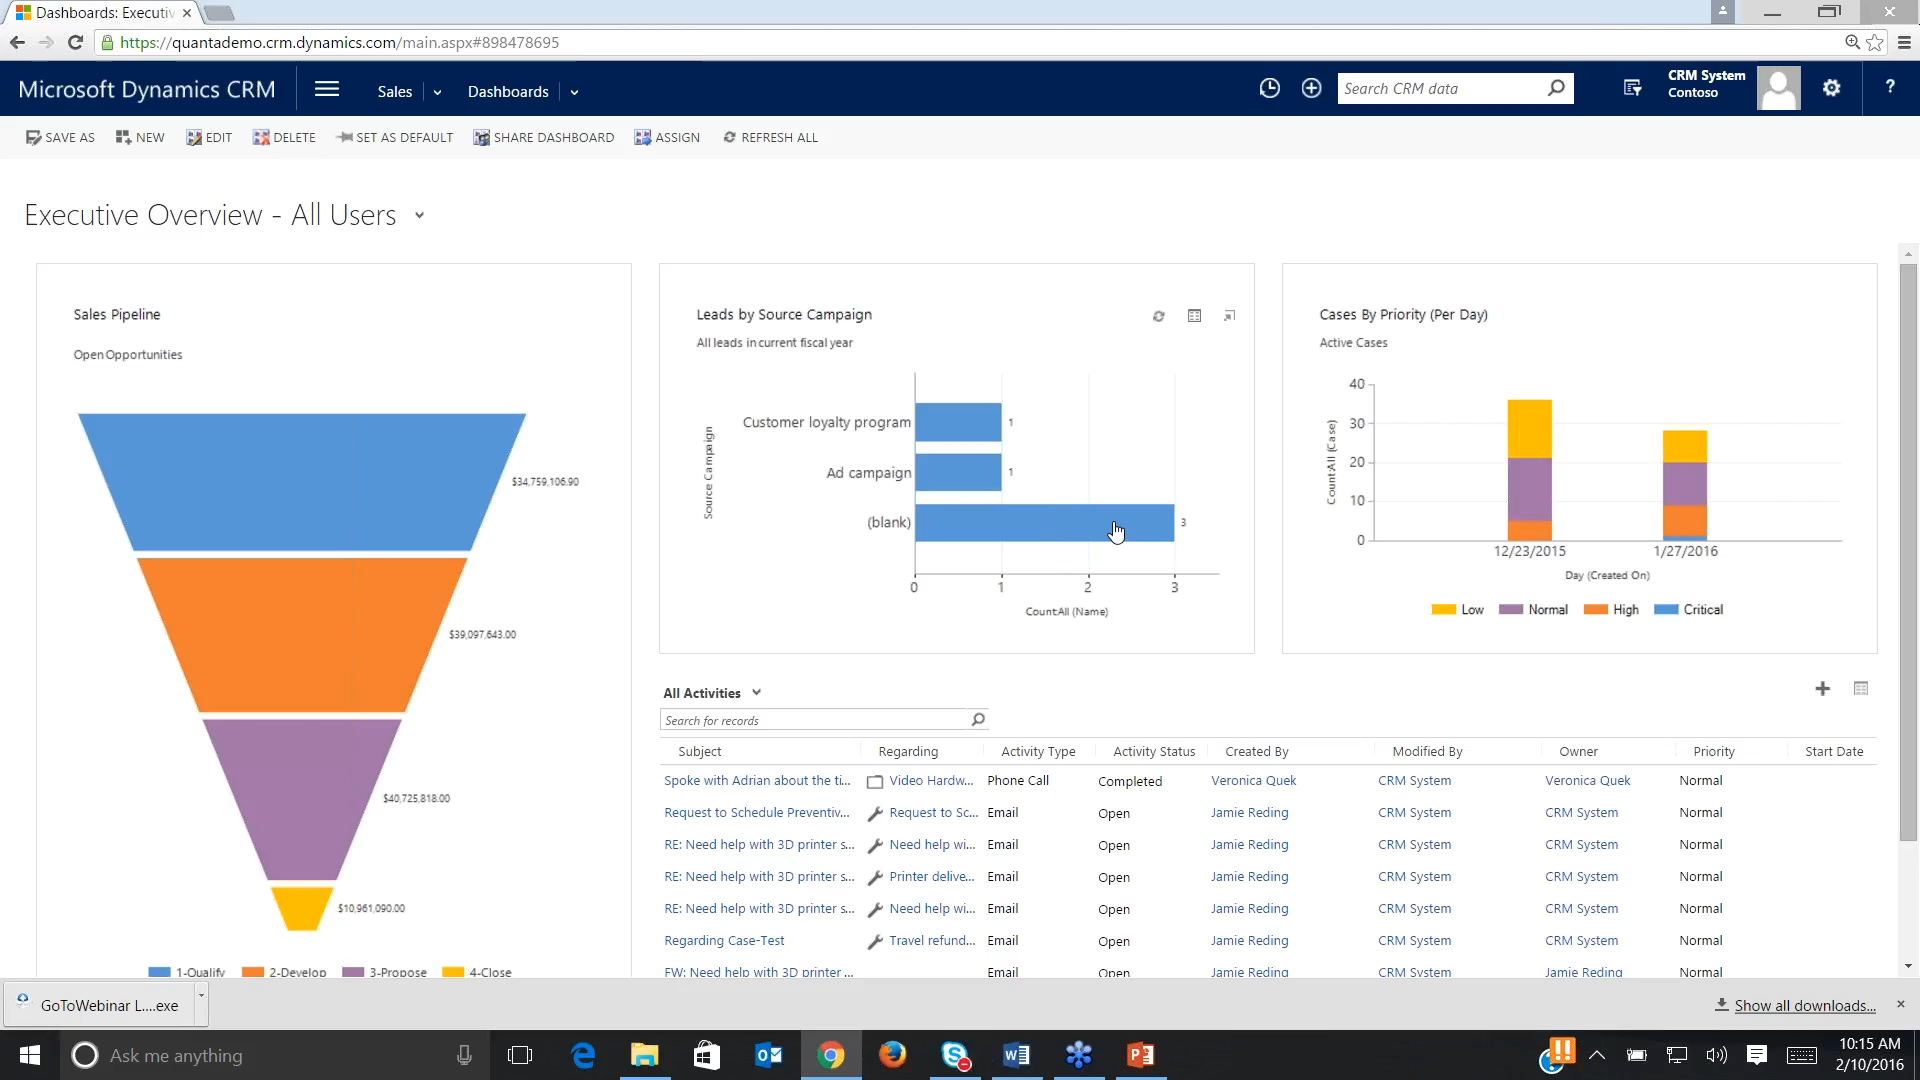 Dashboards: Executiv
https://quantademo.crm.dynamics.com/main.aspx#898478695
Microsoft Dynamics CRM
Sales
Dashboards
Search CRM data
CRM System
Contoso
?
SAVE AS
NEW
EDIT
DELETE
SET AS DEFAULT
SHARE DASHBOARD
ASSIGN
REFRESH ALL
Executive Overview - All Users
Sales Pipeline
Open Opportunities
$34,759,106.90
$39,097,643.00
$40,725,818.00
$10,961,090.00
1-Qualify 2-Develop 3-Propose 4-Close
Leads by Source Campaign
All leads in current fiscal year
Source Campaign
Customer loyalty program 1
Ad campaign 1
(blank) 3
0 1 2 3
CountAll (Name)
Cases By Priority (Per Day)
Active Cases
CountAll (Case)
40
30
20
10
0
12/23/2015 1/27/2016
Day (Created On)
Low Normal High Critical
All Activities
Search for records
Subject Regarding Activity Type Activity Status Created By Modified By Owner Priority Start Date
Spoke with Adrian about the ti... Video Hardw... Phone Call Completed Veronica Quek CRM System Veronica Quek Normal
Request to Schedule Preventiv... Request to Sc... Email Open Jamie Reding CRM System CRM System Normal
RE: Need help with 3D printer s... Need help wi... Email Open Jamie Reding CRM System CRM System Normal
RE: Need help with 3D printer s... Printer delive... Email Open Jamie Reding CRM System CRM System Normal
RE: Need help with 3D printer s... Need help wi... Email Open Jamie Reding CRM System CRM System Normal
Regarding Case-Test Travel refund... Email Open Jamie Reding CRM System CRM System Normal
FW: Need help with 3D printer ... Email Open Jamie Reding CRM System Jamie Reding Normal
GoToWebinar L....exe
Show all downloads...
Ask me anything
10:15 AM
2/10/2016